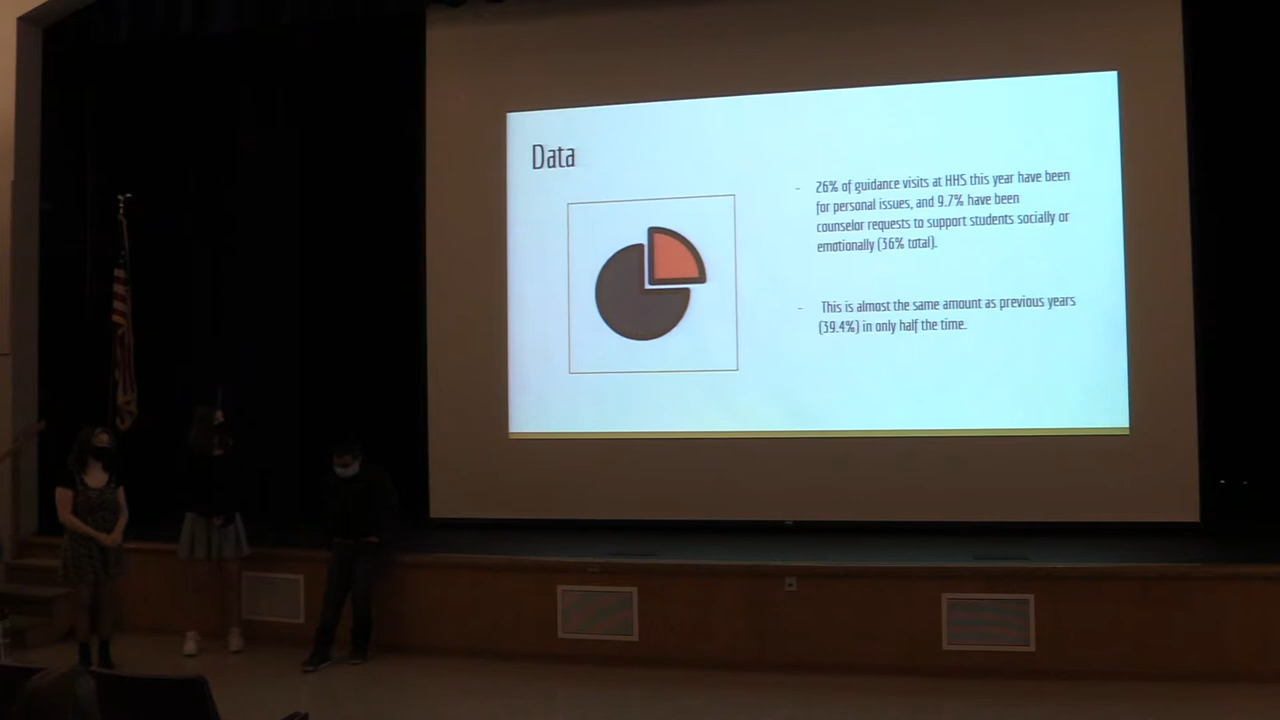 Data
- 26% of guidance visits at HHS this year have been
for personal issues, and 9.7% have been
counselor requests to support students socially or
emotionally (36% total).
- This is almost the same amount as previous years
(39.4%) in only half the time.